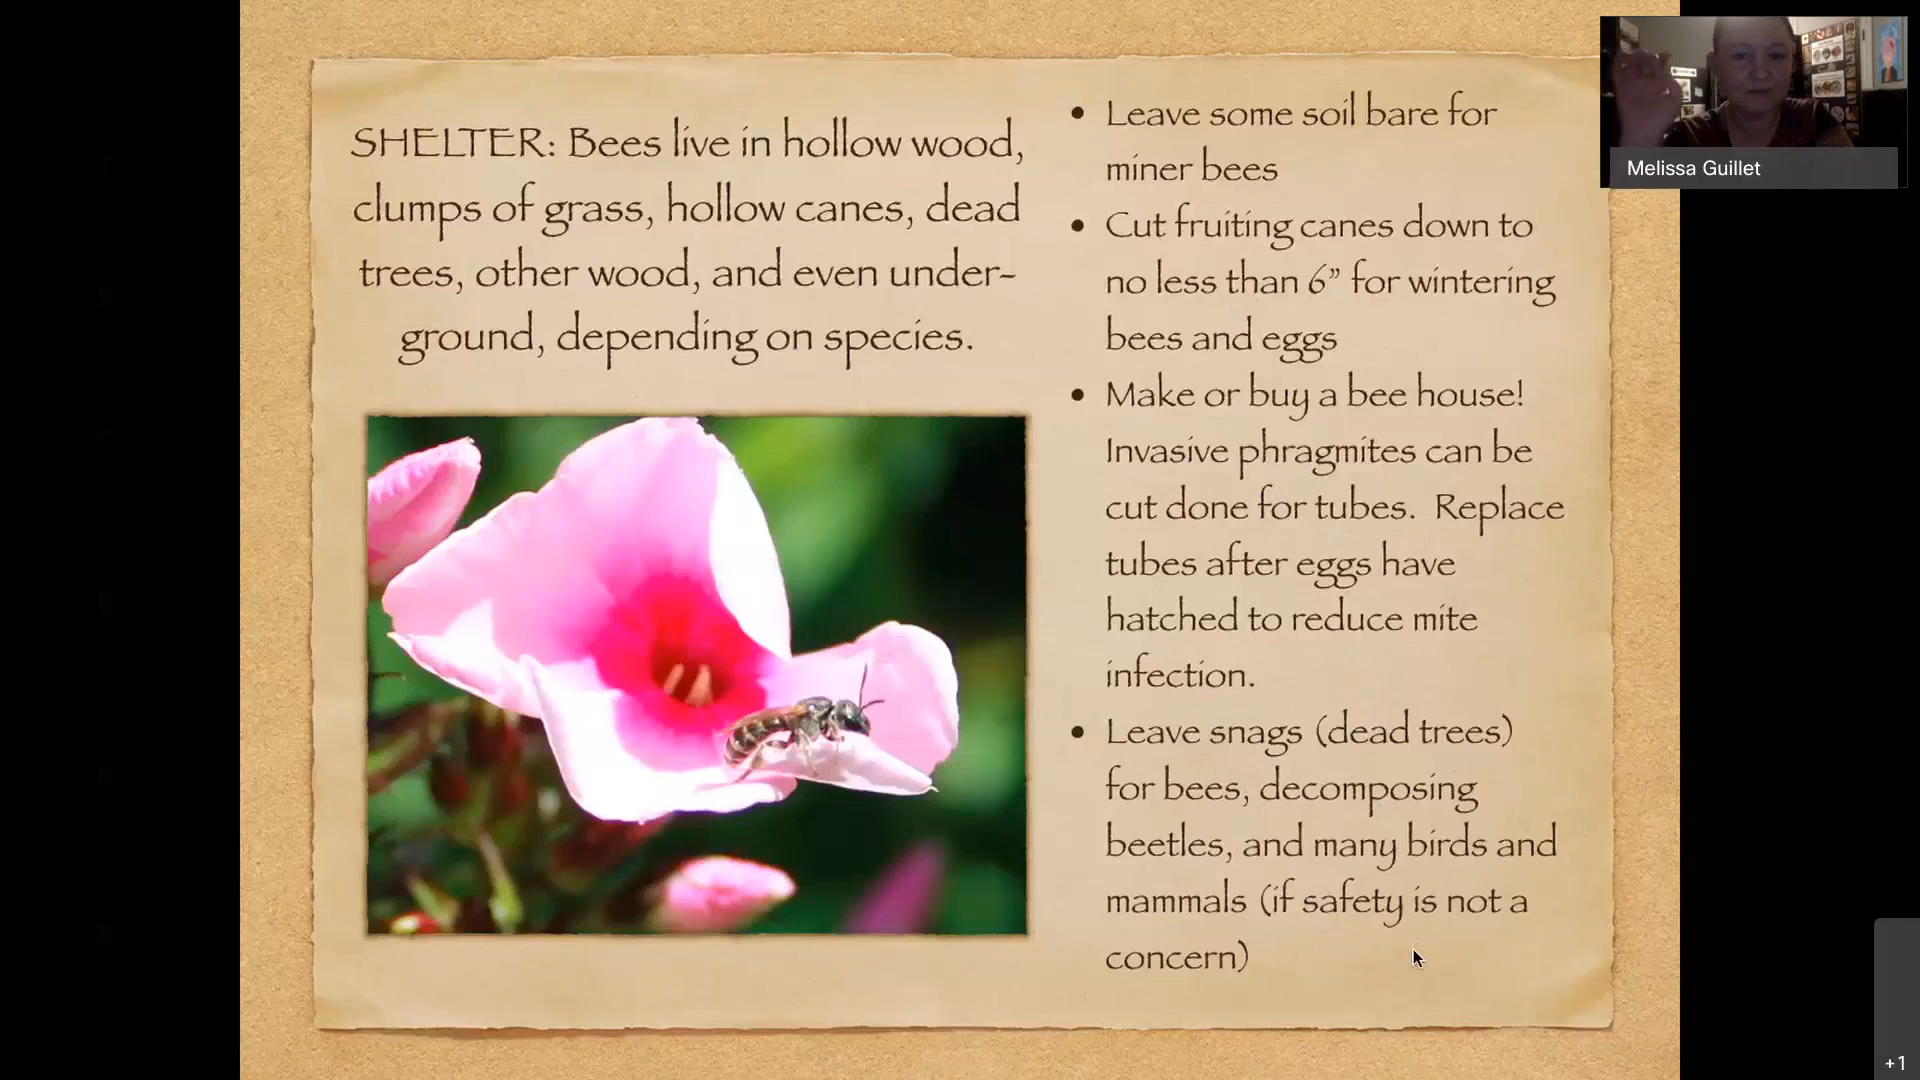 SHELTER: Bees live in hollow wood,
clumps of grass, hollow canes, dead
trees, other wood, and even under-
ground, depending on species.
• Leave some soil bare for
miner bees
• Cut fruiting canes down to
no less than 6” for wintering
bees and eggs
• Make or buy a bee house!
Invasive phragmites can be
cut done for tubes. Replace
tubes after eggs have
hatched to reduce mite
infection.
• Leave snags (dead trees)
for bees, decomposing
beetles, and many birds and
mammals (if safety is not a
concern)
Melissa Guillet
+1